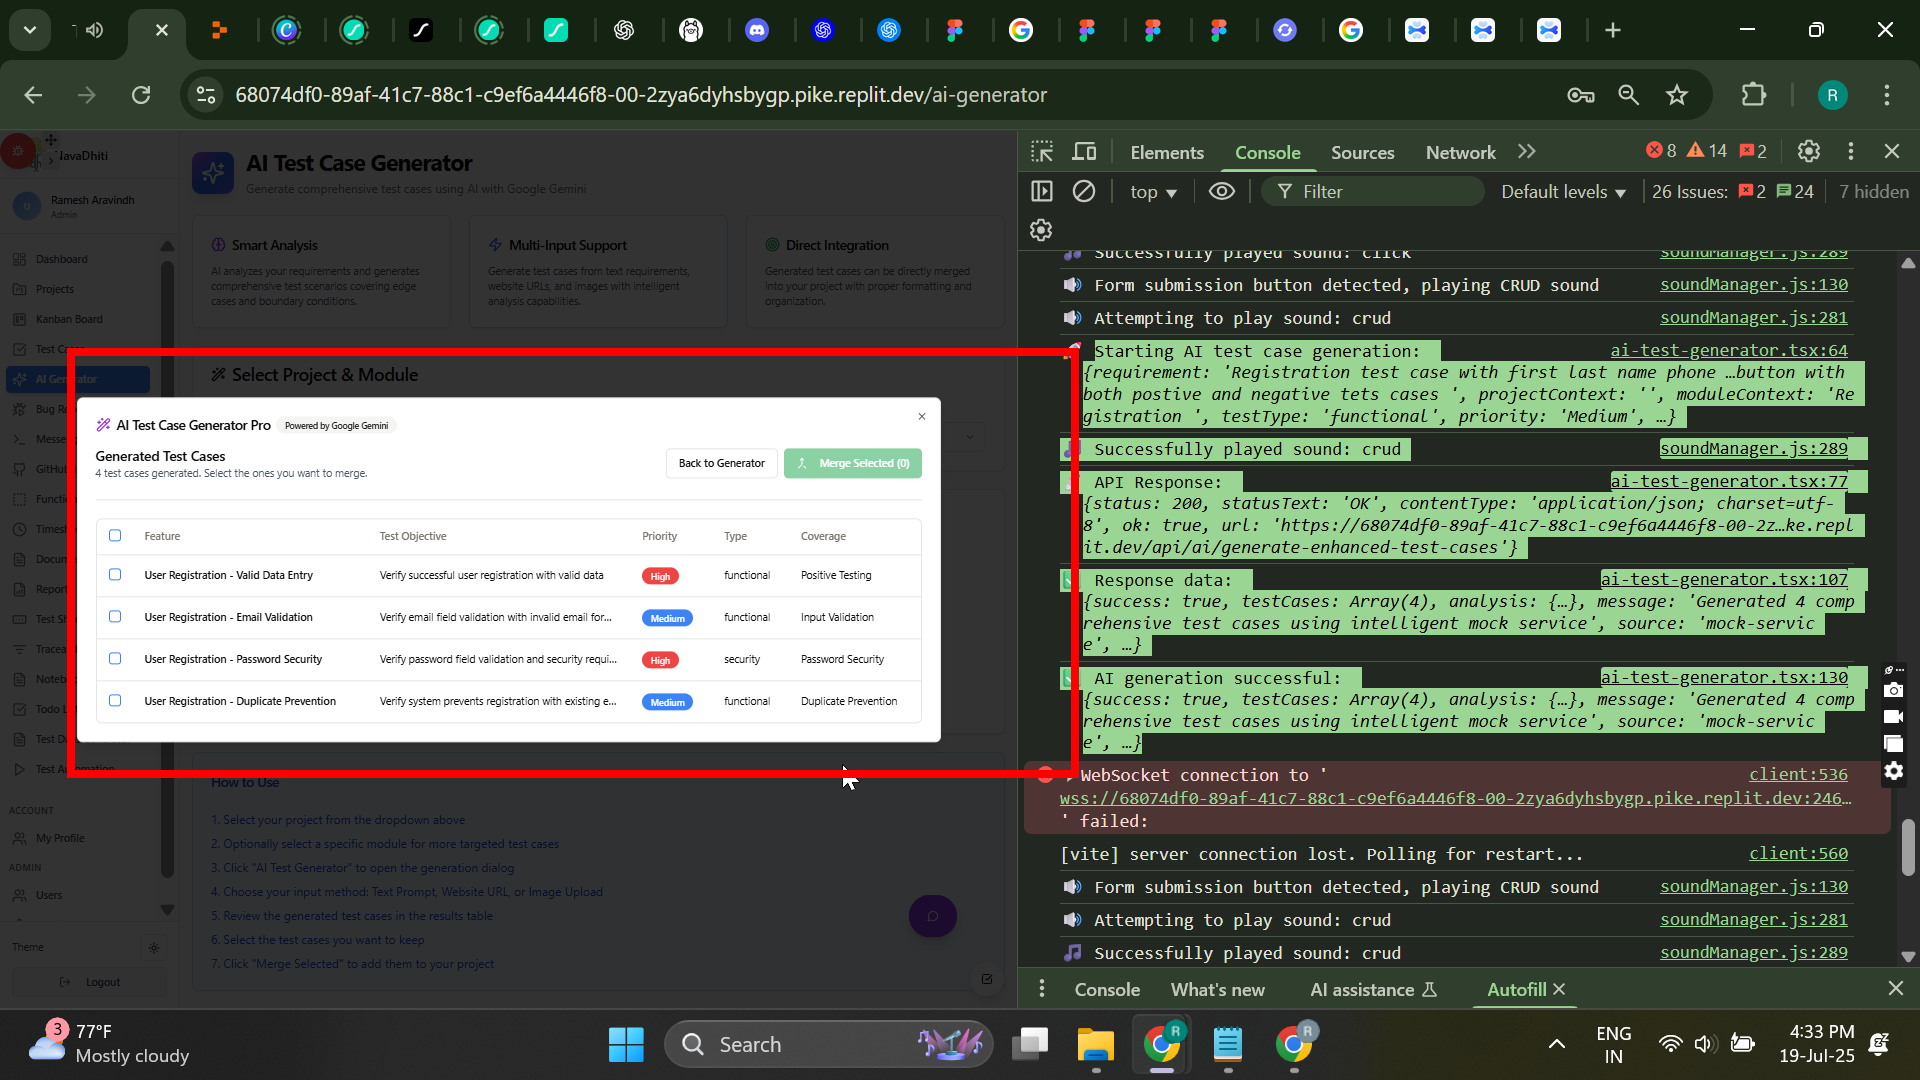 68074df0-89af-41c7-88c1-c9ef6a4446f8-00-2zya6dyhsbygp.pike.replit.dev/ai-generator
R
NavaDhiti
Ramesh Aravindh
Admin
Dashboard
Projects
Kanban Board
Test Cas
AI Generator
Bug Re
Messe
GitHub
Functio
Timesh
Docum
Report
Test Sh
Tracea
Noteb
Todo L
Test Da
Test Automation
ACCOUNT
My Profile
ADMIN
Users
Theme
Logout
AI Test Case Generator
Generate comprehensive test cases using AI with Google Gemini
Smart Analysis
AI analyzes your requirements and generates
comprehensive test scenarios covering edge
cases and boundary conditions.
Multi-Input Support
Generate test cases from text requirements,
website URLs, and images with intelligent
analysis capabilities.
Direct Integration
Generated test cases can be directly merged
into your project with proper formatting and
organization.
Select Project & Module
AI Test Case Generator Pro
Powered by Google Gemini
Generated Test Cases
4 test cases generated. Select the ones you want to merge.
Back to Generator
Merge Selected (0)
Feature Test Objective Priority Type Coverage
User Registration - Valid Data Entry Verify successful user registration with valid data High functional Positive Testing
User Registration - Email Validation Verify email field validation with invalid email for... Medium functional Input Validation
User Registration - Password Security Verify password field validation and security requi... High security Password Security
User Registration - Duplicate Prevention Verify system prevents registration with existing e... Medium functional Duplicate Prevention
How to Use
1. Select your project from the dropdown above
2. Optionally select a specific module for more targeted test cases
3. Click "AI Test Generator" to open the generation dialog
4. Choose your input method: Text Prompt, Website URL, or Image Upload
5. Review the generated test cases in the results table
6. Select the test cases you want to keep
7. Click "Merge Selected" to add them to your project
Elements Console Sources Network 8 14 2
top Filter Default levels 26 Issues: 2 24 7 hidden
Successfully played sound: click soundManager.js:289
Form submission button detected, playing CRUD sound soundManager.js:130
Attempting to play sound: crud soundManager.js:281
Starting AI test case generation: ai-test-generator.tsx:64
{requirement: 'Registration test case with first last name phone …button with
both postive and negative tets cases ', projectContext: '', moduleContext: 'Re
gistration ', testType: 'functional', priority: 'Medium', …}
Successfully played sound: crud soundManager.js:289
API Response: ai-test-generator.tsx:77
{status: 200, statusText: 'OK', contentType: 'application/json; charset=utf-
8', ok: true, url: 'https://68074df0-89af-41c7-88c1-c9ef6a4446f8-00-2z…ke.repl
it.dev/api/ai/generate-enhanced-test-cases'}
Response data: ai-test-generator.tsx:107
{success: true, testCases: Array(4), analysis: {…}, message: 'Generated 4 comp
rehensive test cases using intelligent mock service', source: 'mock-servic
e', …}
AI generation successful: ai-test-generator.tsx:130
{success: true, testCases: Array(4), analysis: {…}, message: 'Generated 4 comp
rehensive test cases using intelligent mock service', source: 'mock-servic
e', …}
WebSocket connection to ' client:536
wss://68074df0-89af-41c7-88c1-c9ef6a4446f8-00-2zya6dyhsbygp.pike.replit.dev:246…
' failed:
[vite] server connection lost. Polling for restart... client:560
Form submission button detected, playing CRUD sound soundManager.js:130
Attempting to play sound: crud soundManager.js:281
Successfully played sound: crud soundManager.js:289
Console What's new AI assistance Autofill
3
77°F
Mostly cloudy
Search
R
R
ENG
IN
4:33 PM
19-Jul-25